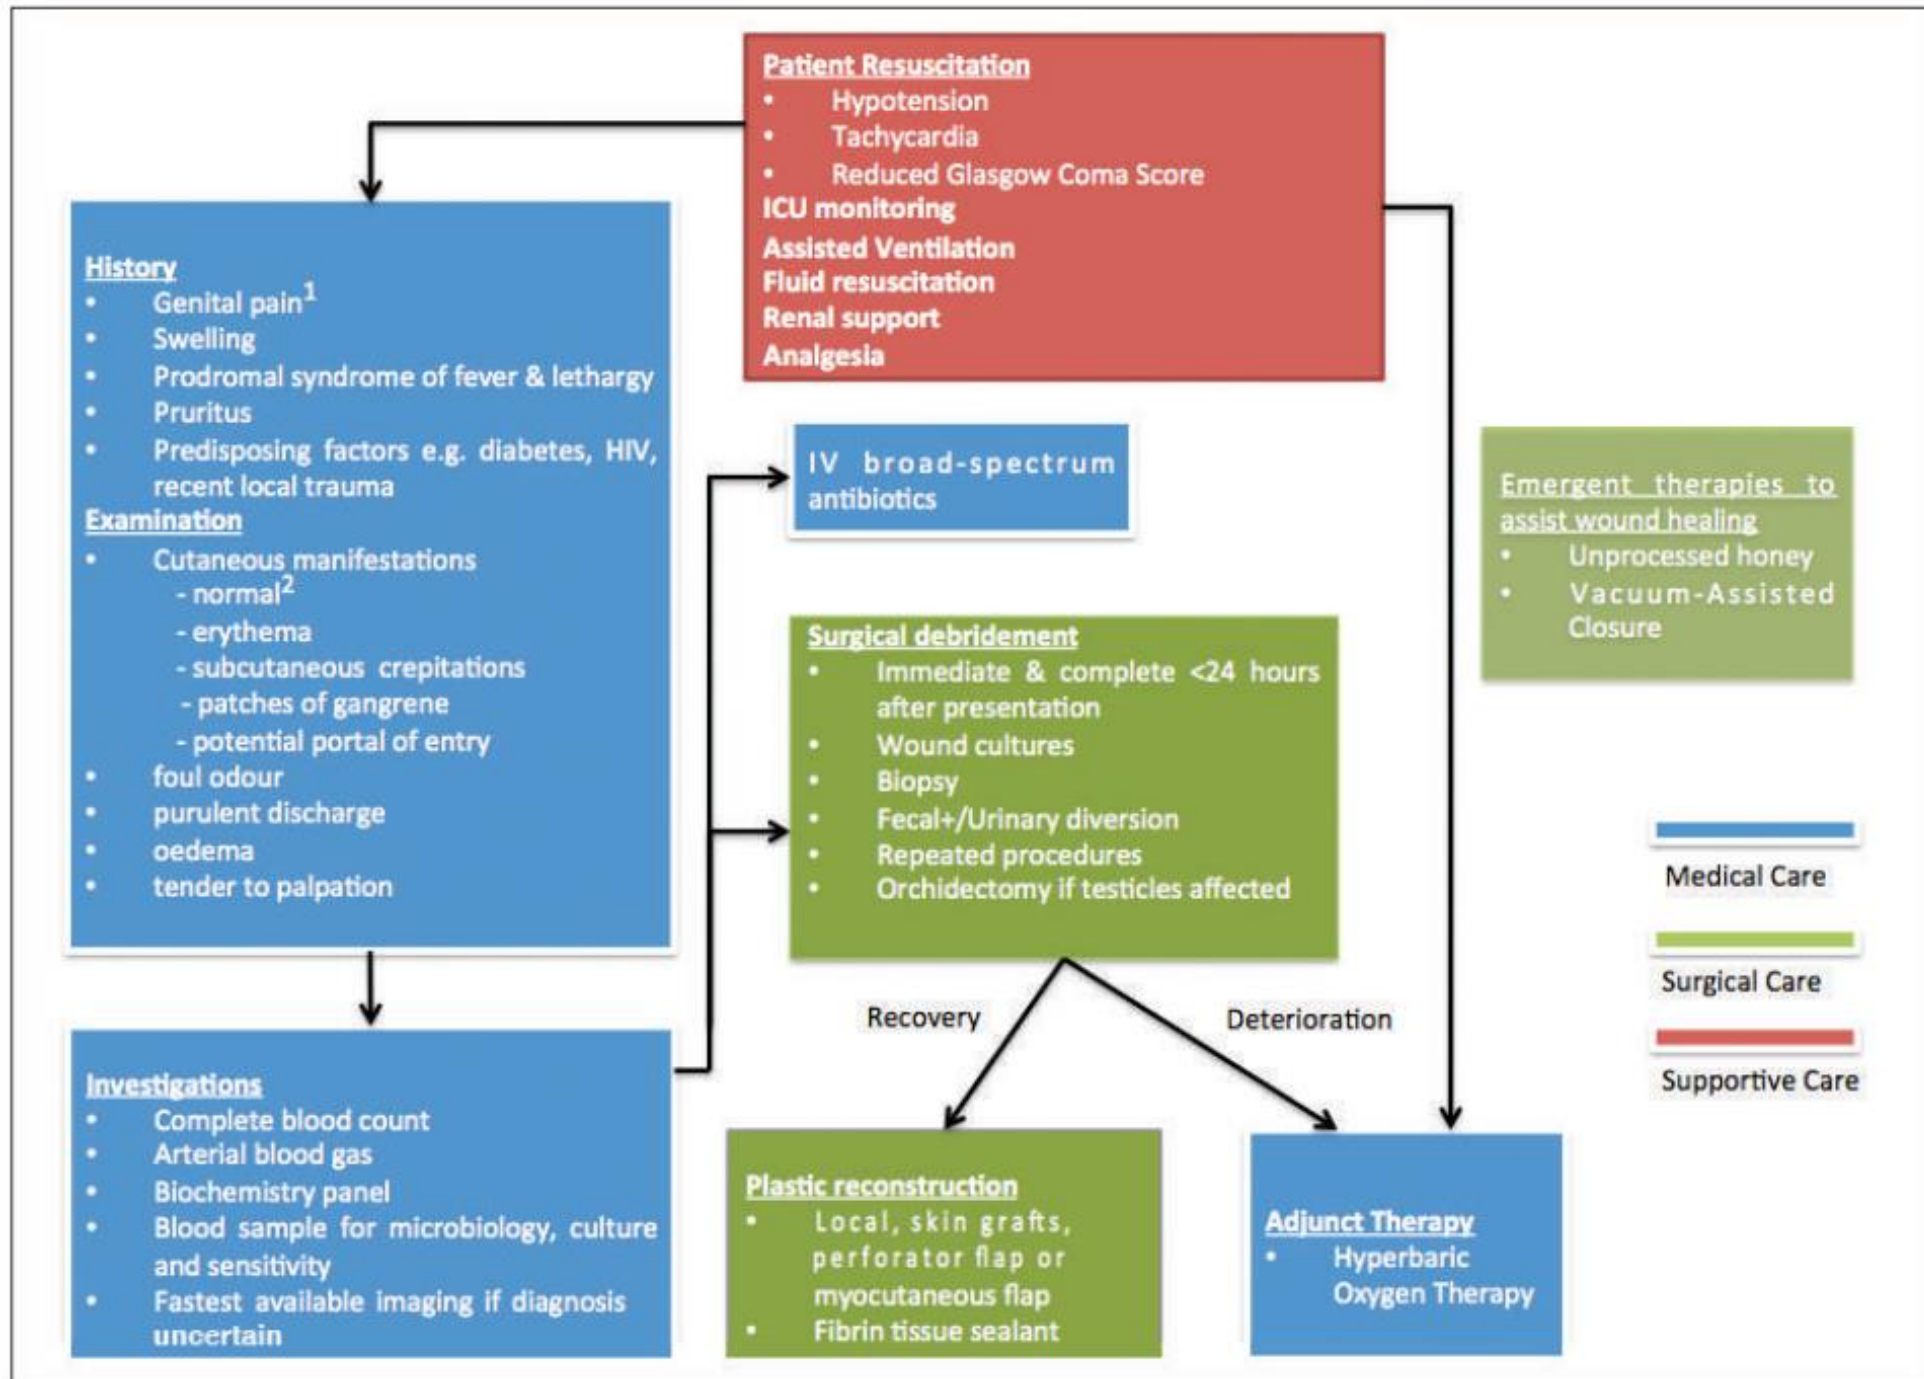 Patient Resuscitation
• Hypotension
• Tachycardia
• Reduced Glasgow Coma Score
ICU monitoring
Assisted Ventilation
Fluid resuscitation
Renal support
Analgesia
History
• Genital pain1
• Swelling
• Prodromal syndrome of fever & lethargy
• Pruritus
• Predisposing factors e.g. diabetes, HIV,
recent local trauma
Examination
• Cutaneous manifestations
- normal2
- erythema
- subcutaneous crepitations
- patches of gangrene
- potential portal of entry
• foul odour
• purulent discharge
• oedema
• tender to palpation
Investigations
• Complete blood count
• Arterial blood gas
• Biochemistry panel
• Blood sample for microbiology, culture
and sensitivity
• Fastest available imaging if diagnosis
uncertain
IV broad-spectrum
antibiotics
Surgical debridement
• Immediate & complete <24 hours
after presentation
• Wound cultures
• Biopsy
• Fecal+/Urinary diversion
• Repeated procedures
• Orchidectomy if testicles affected
Recovery
Deterioration
Plastic reconstruction
• Local, skin grafts,
perforator flap or
myocutaneous flap
• Fibrin tissue sealant
Adjunct Therapy
• Hyperbaric
Oxygen Therapy
Emergent therapies to
assist wound healing
• Unprocessed honey
• Vacuum-Assisted
Closure
Medical Care
Surgical Care
Supportive Care